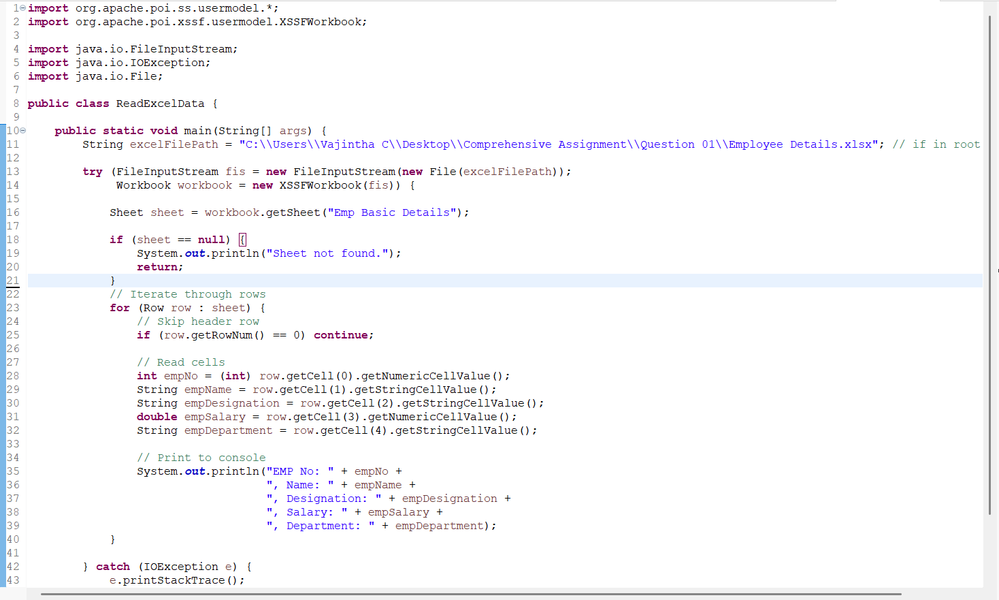 1 import org.apache.poi.ss.usermodel.*;
2 import org.apache.poi.xssf.usermodel.XSSFWorkbook;
3
4 import java.io.FileInputStream;
5 import java.io.IOException;
6 import java.io.File;
7
8 public class ReadExcelData {
9
10     public static void main(String[] args) {
11         String excelFilePath = "C:\\Users\\Vajintha C\\Desktop\\Comprehensive Assignment\\Question 01\\Employee Details.xlsx"; // if in root
12
13         try (FileInputStream fis = new FileInputStream(new File(excelFilePath));
14              Workbook workbook = new XSSFWorkbook(fis)) {
15
16             Sheet sheet = workbook.getSheet("Emp Basic Details");
17
18             if (sheet == null) {
19                 System.out.println("Sheet not found.");
20                 return;
21             }
22             // Iterate through rows
23             for (Row row : sheet) {
24                 // Skip header row
25                 if (row.getRowNum() == 0) continue;
26
27                 // Read cells
28                 int empNo = (int) row.getCell(0).getNumericCellValue();
29                 String empName = row.getCell(1).getStringCellValue();
30                 String empDesignation = row.getCell(2).getStringCellValue();
31                 double empSalary = row.getCell(3).getNumericCellValue();
32                 String empDepartment = row.getCell(4).getStringCellValue();
33
34                 // Print to console
35                 System.out.println("EMP No: " + empNo +
36                                    ", Name: " + empName +
37                                    ", Designation: " + empDesignation +
38                                    ", Salary: " + empSalary +
39                                    ", Department: " + empDepartment);
40             }
41
42         } catch (IOException e) {
43             e.printStackTrace();